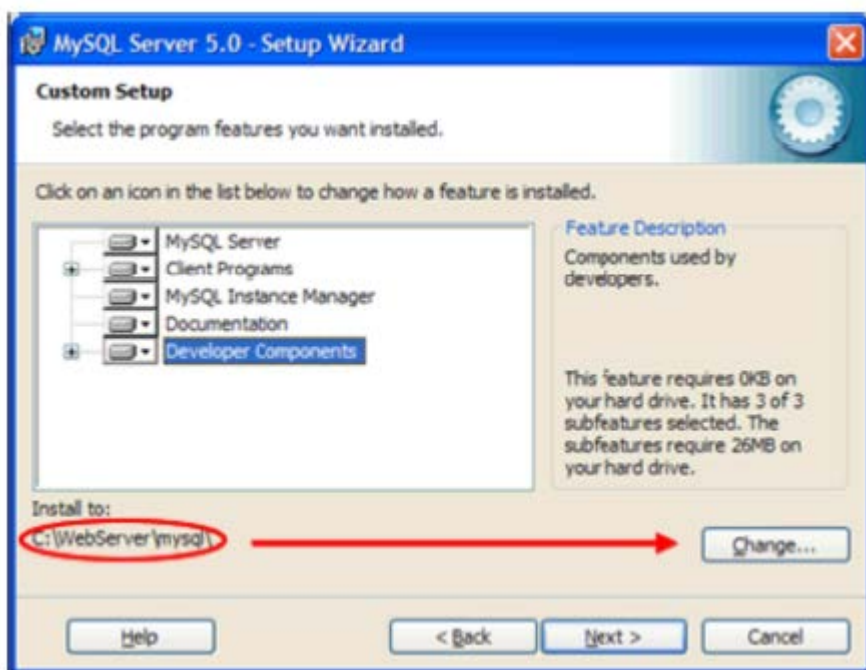 MySQL Server 5.0 - Setup Wizard
Custom Setup
Select the program features you want installed.
Click on an icon in the list below to change how a feature is installed.
MySQL Server
Client Programs
MySQL Instance Manager
Documentation
Developer Components
Feature Description
Components used by
developers.
This feature requires 0KB on
your hard drive. It has 3 of 3
subfeatures selected. The
subfeatures require 26MB on
your hard drive.
Install to:
C:\WebServer\mysql\
Change...
Help
< Back
Next >
Cancel